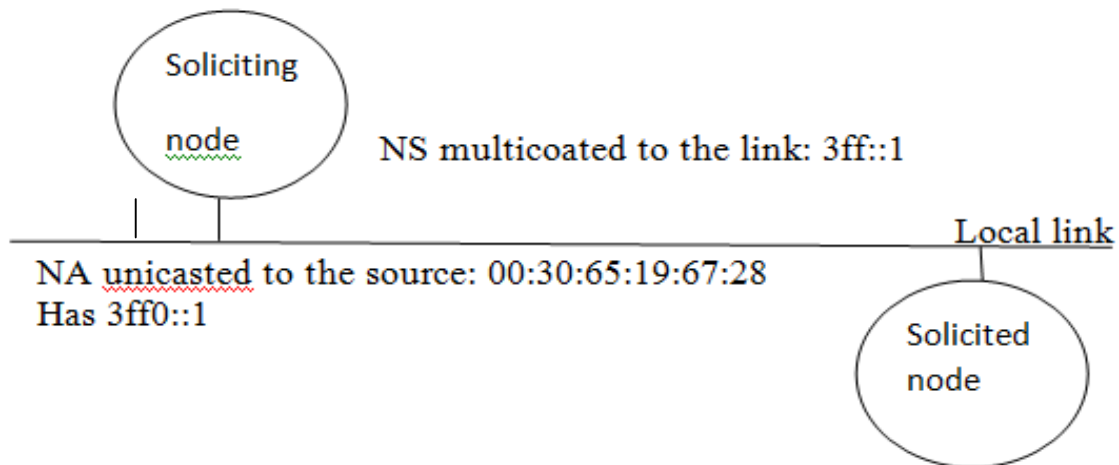 Soliciting
node
NS multicoated to the link: 3ff::1
Local link
NA unicasted to the source: 00:30:65:19:67:28
Has 3ff0::1
Solicited
node